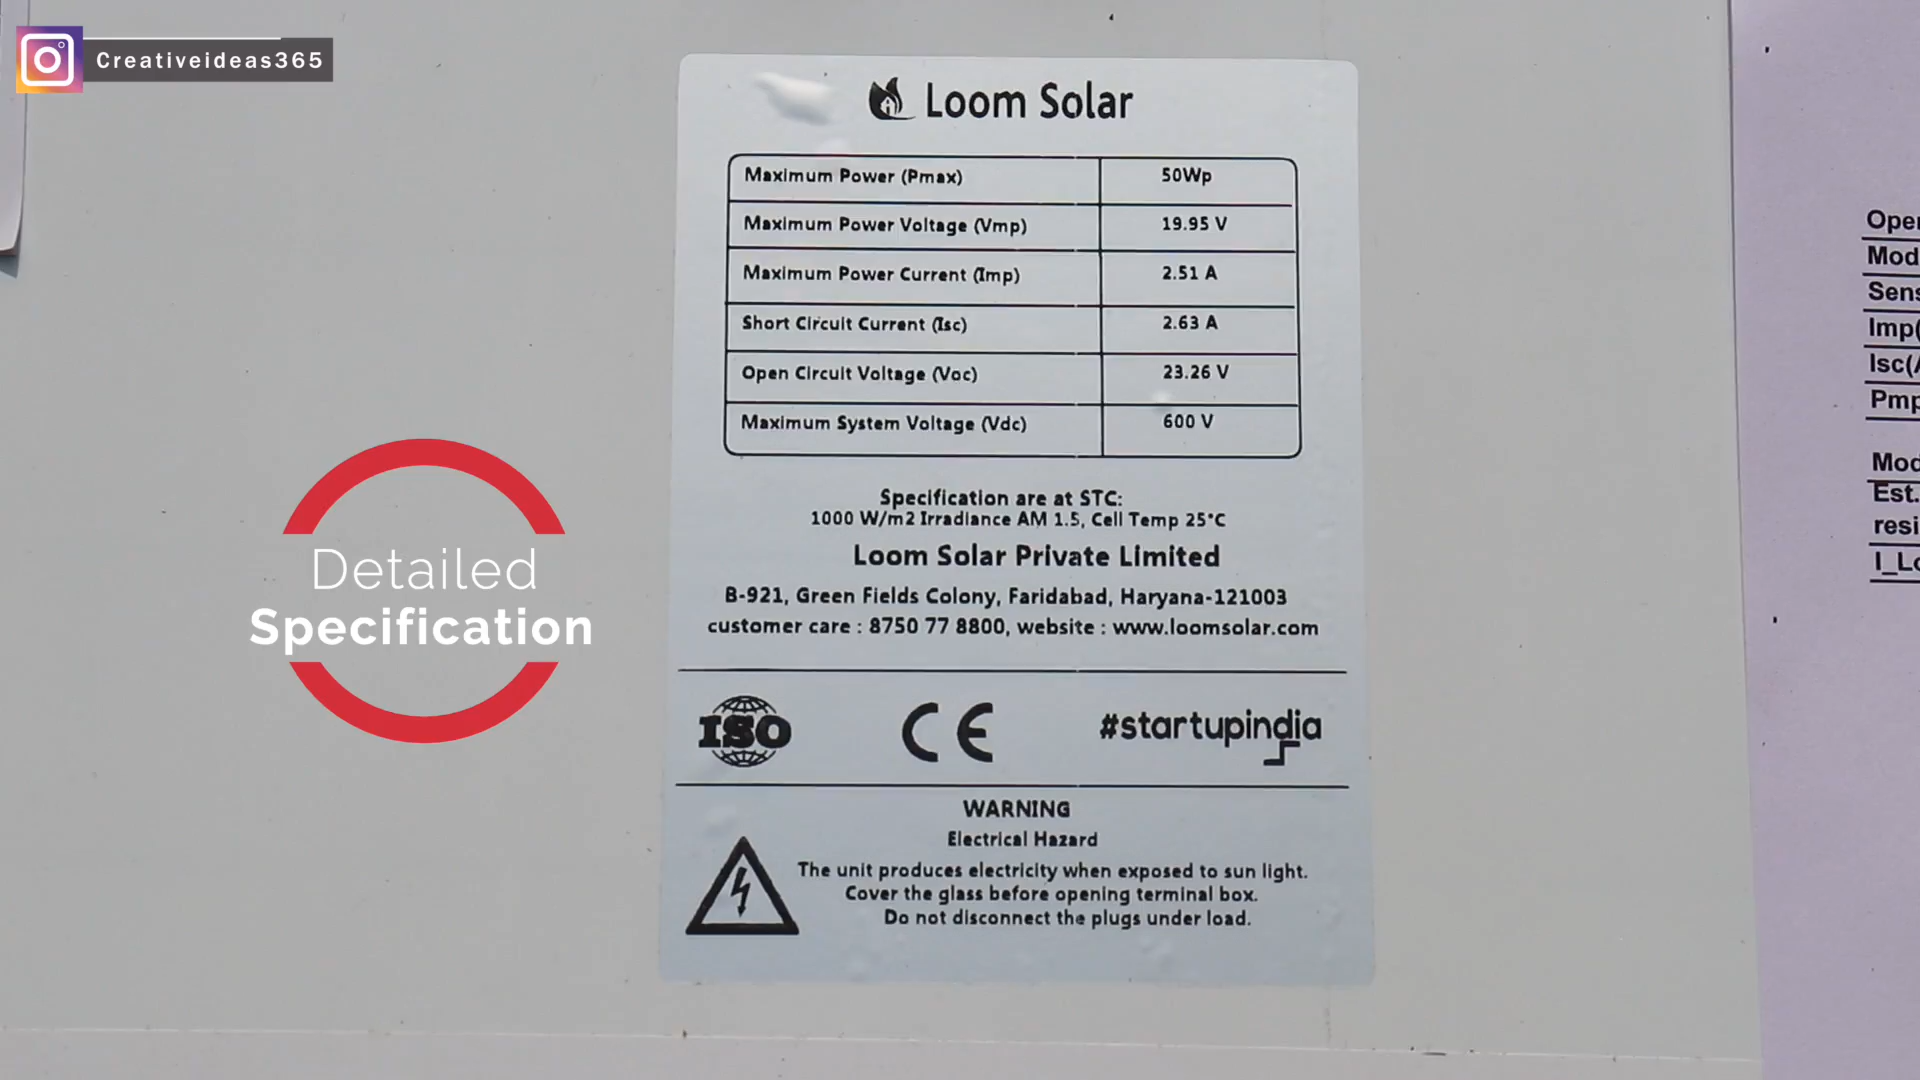 Creativeideas365
Loom Solar
Maximum Power (Pmax) 50Wp
Maximum Power Voltage (Vmp) 19.95 V
Maximum Power Current (Imp) 2.51 A
Short Circuit Current (Isc) 2.63 A
Open Circuit Voltage (Voc) 23.26 V
Maximum System Voltage (Vdc) 600 V
Specification are at STC:
1000 W/m2 Irradiance AM 1.5, Cell Temp 25°C
Loom Solar Private Limited
B-921, Green Fields Colony, Faridabad, Haryana-121003
customer care : 8750 77 8800, website : www.loomsolar.com
ISO CE #startupindia
WARNING
Electrical Hazard
The unit produces electricity when exposed to sun light.
Cover the glass before opening terminal box.
Do not disconnect the plugs under load.
Detailed
Specification
Imp(
Isc(
Est.